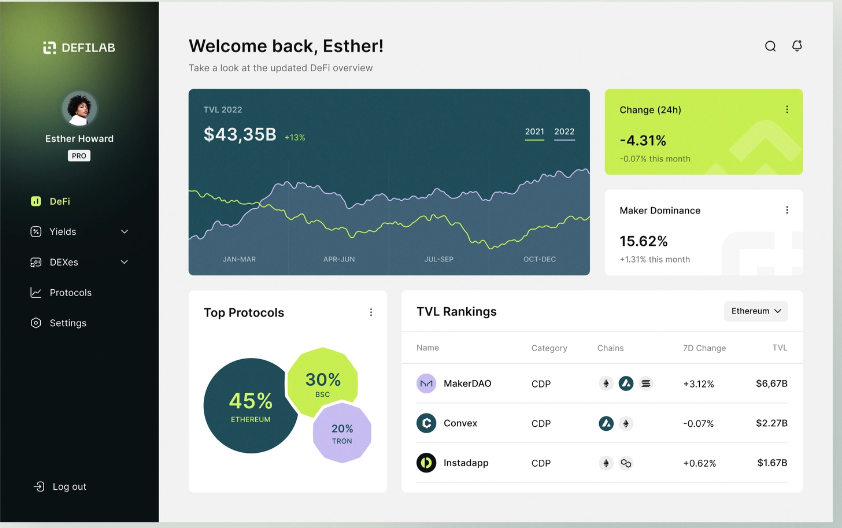 DEFILAB
Esther Howard
PRO
DeFi
Yields
DEXes
Protocols
Settings
Log out
Welcome back, Esther!
Take a look at the updated DeFi overview
TVL 2022
$43,35B +13%
2021 2022
JAN-MAR APR-JUN JUL-SEP OCT-DEC
Change (24h)
-4.31%
-0.07% this month
Maker Dominance
15.62%
+1.31% this month
Top Protocols
45%
ETHEREUM
30%
BSC
20%
TRON
TVL Rankings Ethereum
Name Category Chains 7D Change TVL
MakerDAO CDP +3.12% $6,67B
Convex CDP -0.07% $2.27B
Instadapp CDP +0.62% $1.67B